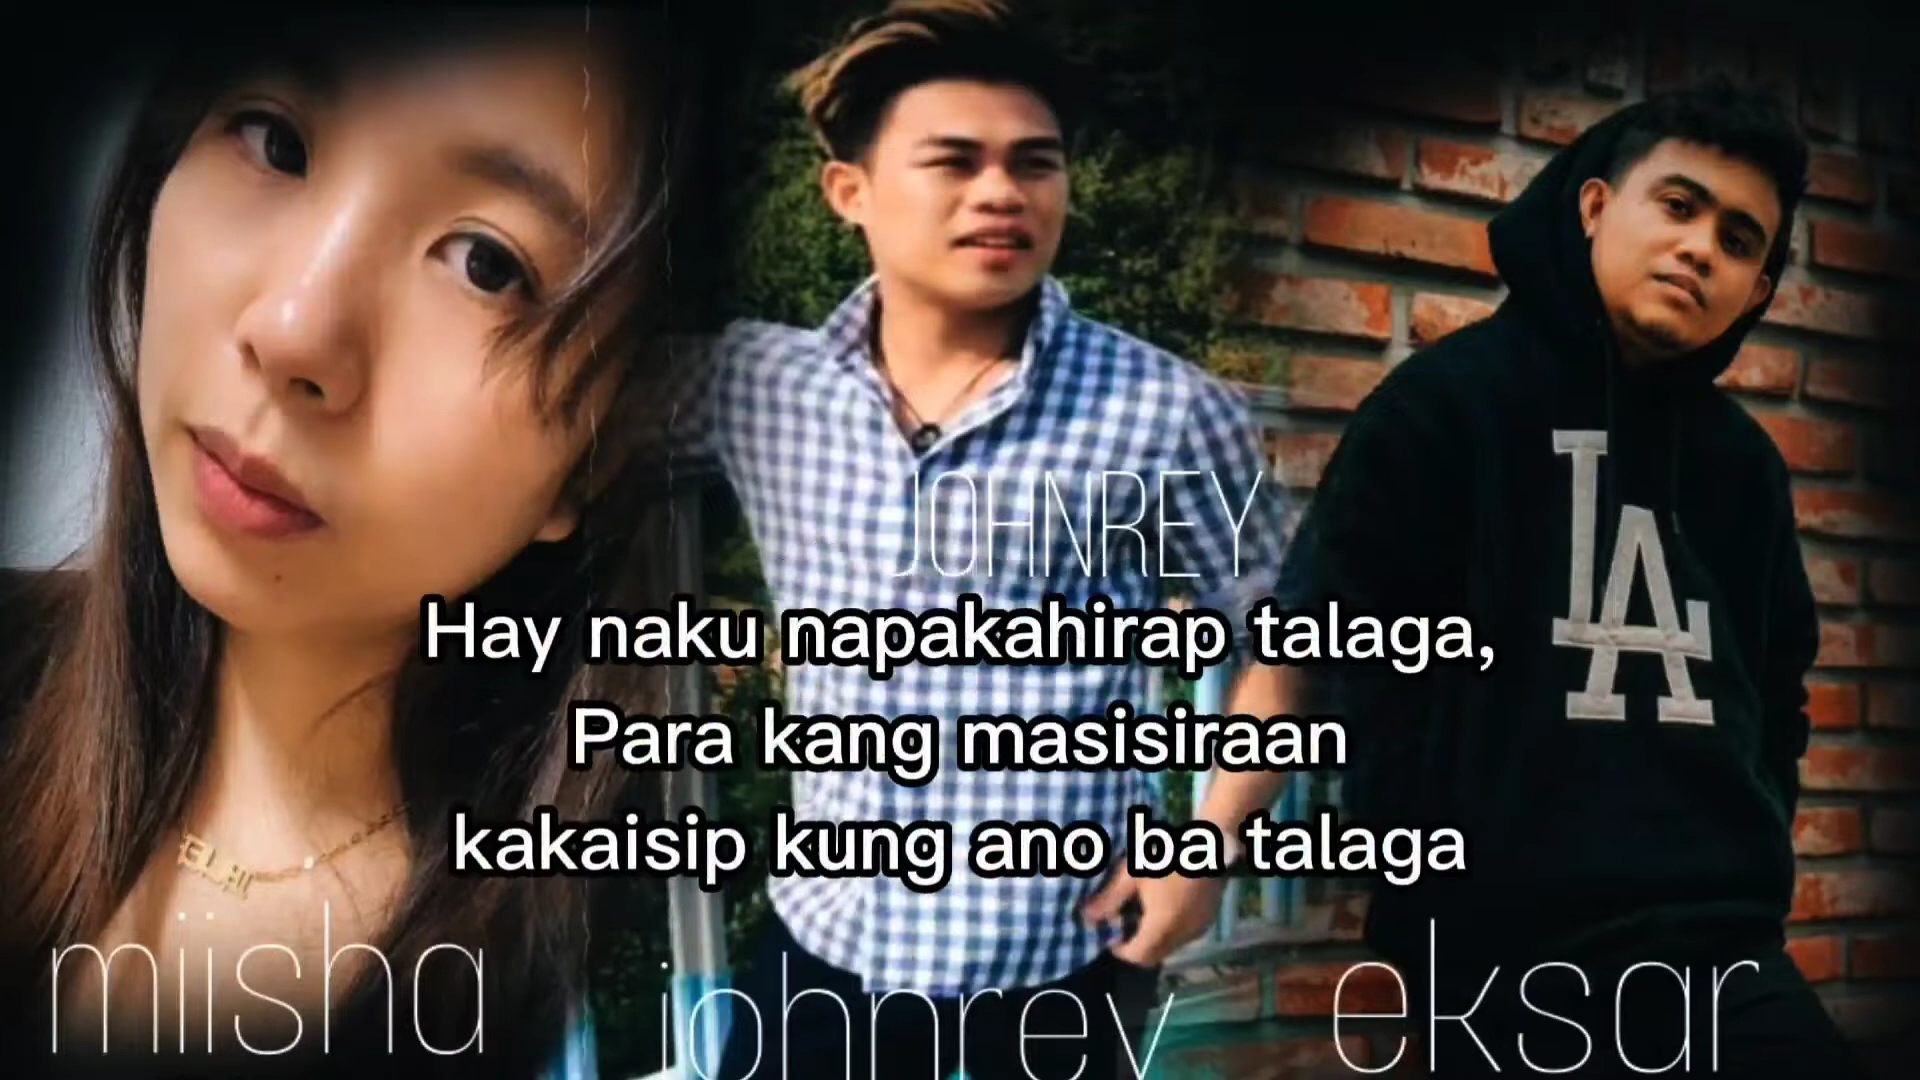 JOHNREY
Hay naku napakahirap talaga,
Para kang masisiraan
kakaisip kung ano ba talaga
LA
miisha
johnrey
eksar